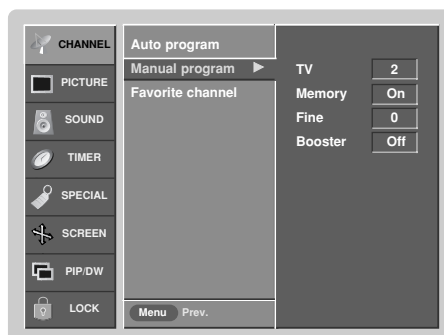 CHANNEL
PICTURE
SOUND
TIMER
SPECIAL
SCREEN
PIP/DW
LOCK
Auto program
Manual program ▶
Favorite channel
Menu Prev.
TV 2
Memory On
Fine 0
Booster Off